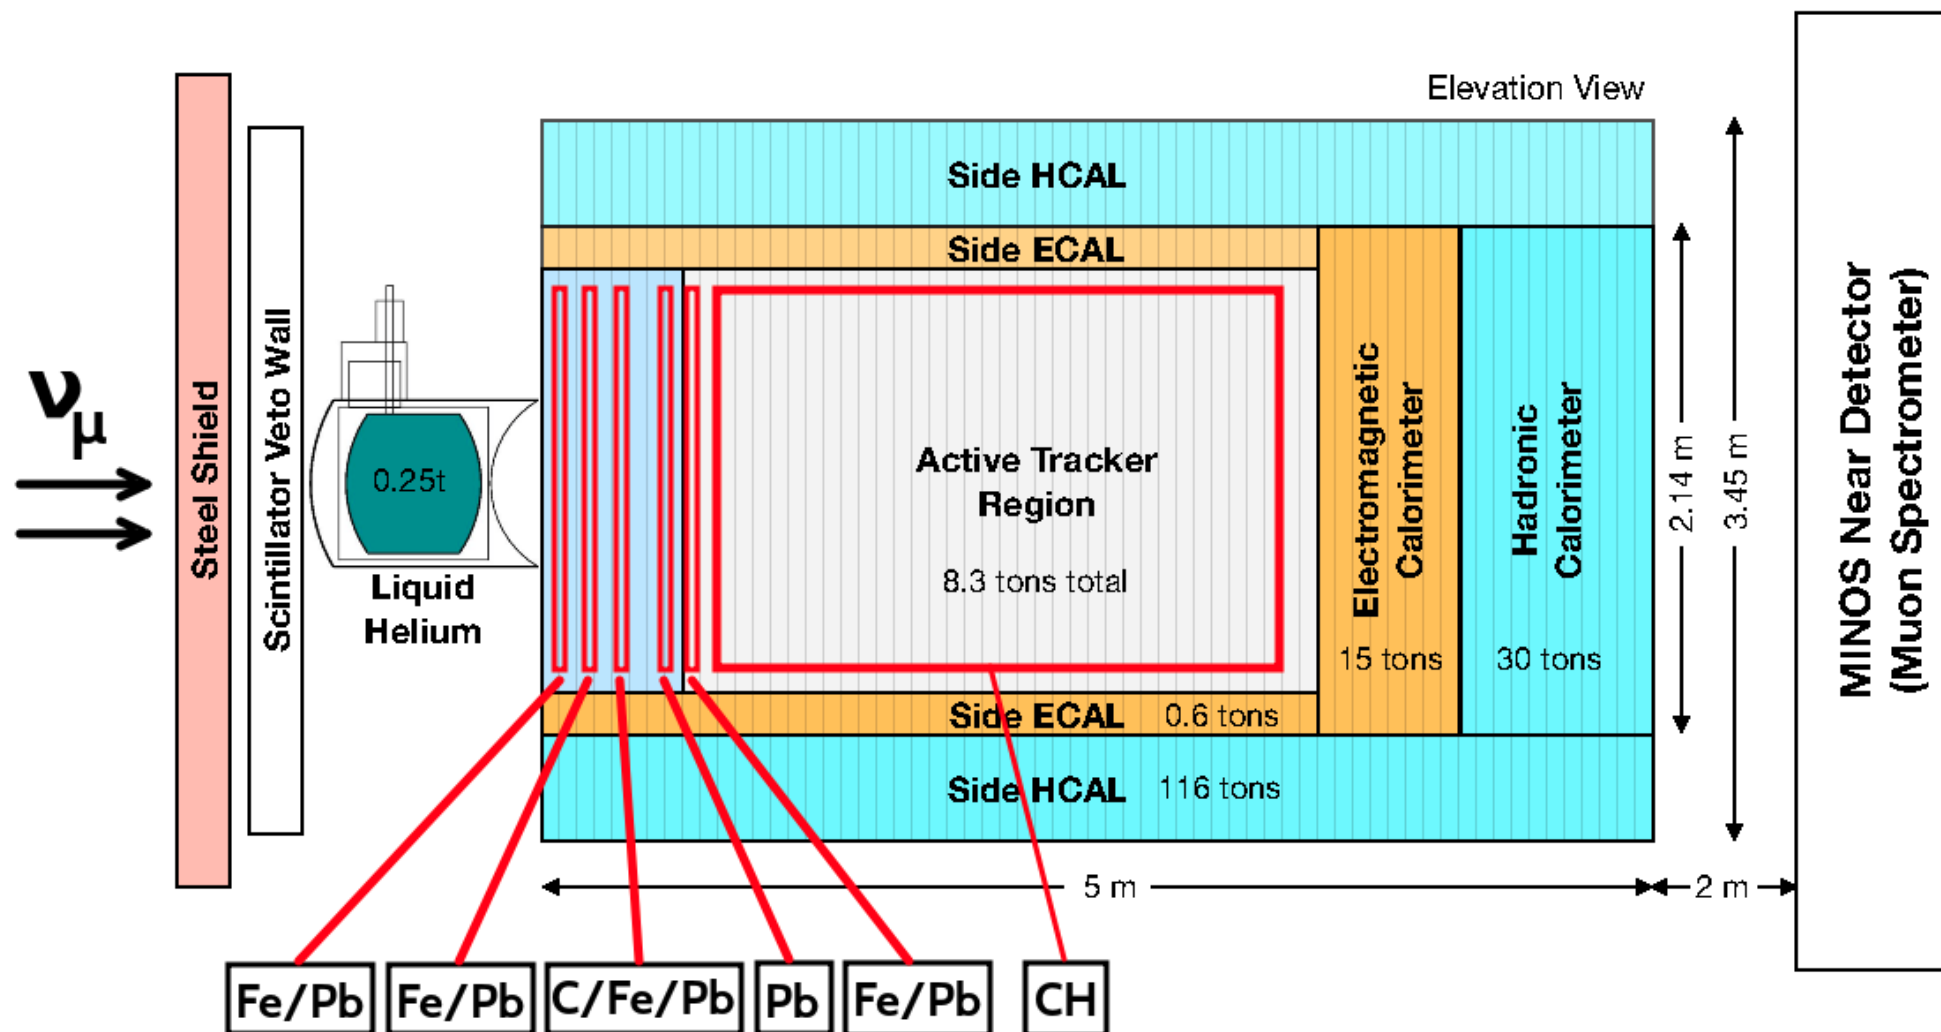 Elevation View
Side HCAL
Side ECAL
ν
μ
Steel Shield
Scintillator Veto Wall
0.25t
Liquid
Helium
Active Tracker
Region
8.3 tons total
Electromagnetic
Calorimeter
15 tons
Hadronic
Calorimeter
30 tons
2.14 m
3.45 m
MINOS Near Detector
(Muon Spectrometer)
Side ECAL 0.6 tons
Side HCAL 116 tons
5 m
2 m
Fe/Pb
Fe/Pb
C/Fe/Pb
Pb
Fe/Pb
CH